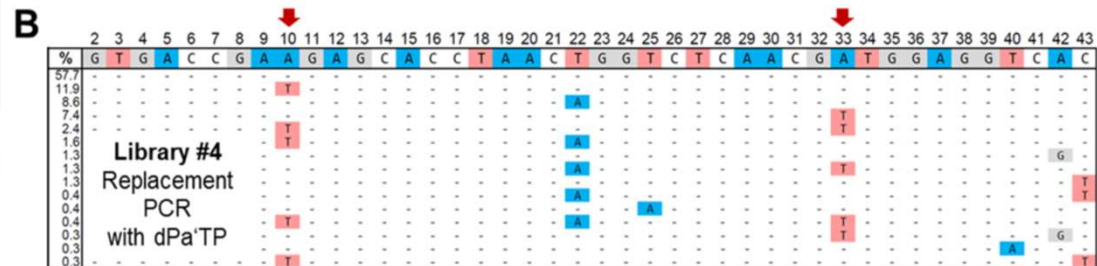 B
2 3 4 5 6 7 8 9 10 11 12 13 14 15 16 17 18 19 20 21 22 23 24 25 26 27 28 29 30 31 32 33 34 35 36 37 38 39 40 41 42 43
% G T G A C C G A A G A G C A C C T A A C T G G T C T C A A C G A T G G A G G T C A C
57.7
11.9 T
8.6 A
7.4 T
2.4 T T
1.6 T A
1.3 G
1.3 A T
1.3 T
0.4 A T
0.4 A
0.4 T A T
0.3 T G
0.3 A
0.3 T T
Library #4
Replacement
PCR
with dPa'TP